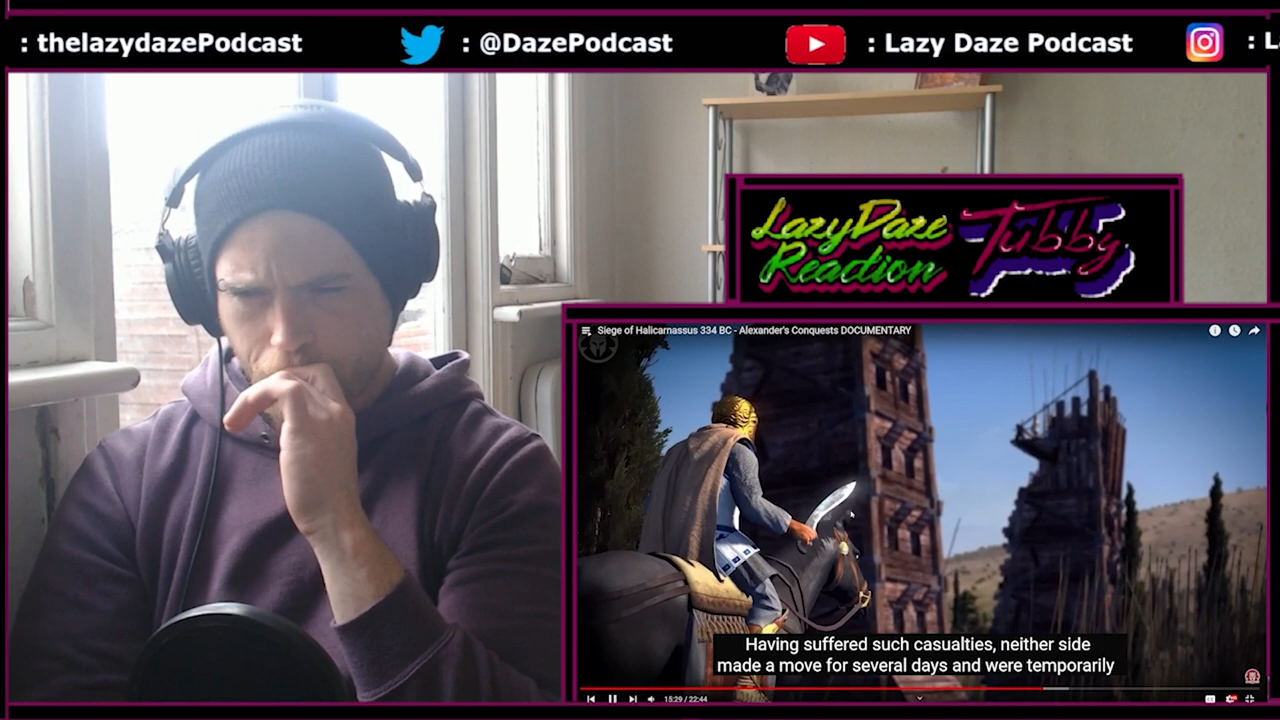 : thelazydazePodcast
: @DazePodcast
: Lazy Daze Podcast
: L
LazyDaze
Reaction
Tubby
Siege of Halicarnassus 334 BC - Alexander's Conquests DOCUMENTARY
Having suffered such casualties, neither side
made a move for several days and were temporarily
15:29 / 22:44